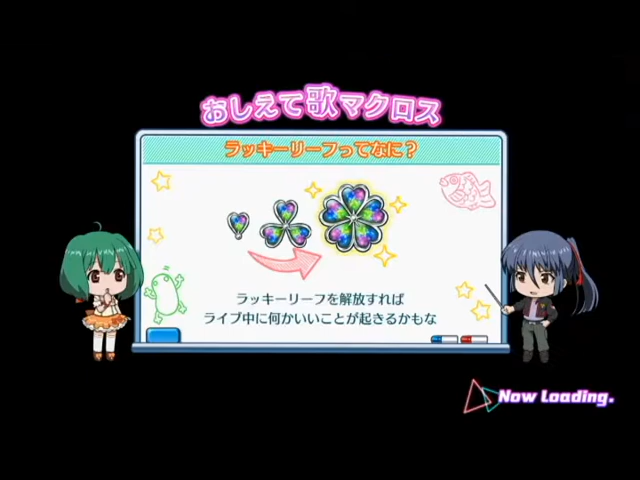 おしえて歌マクロス
ラッキーリーフってなに？
ラッキーリーフを解放すれば
ライブ中に何かいいことが起きるかもな
Now Loading.